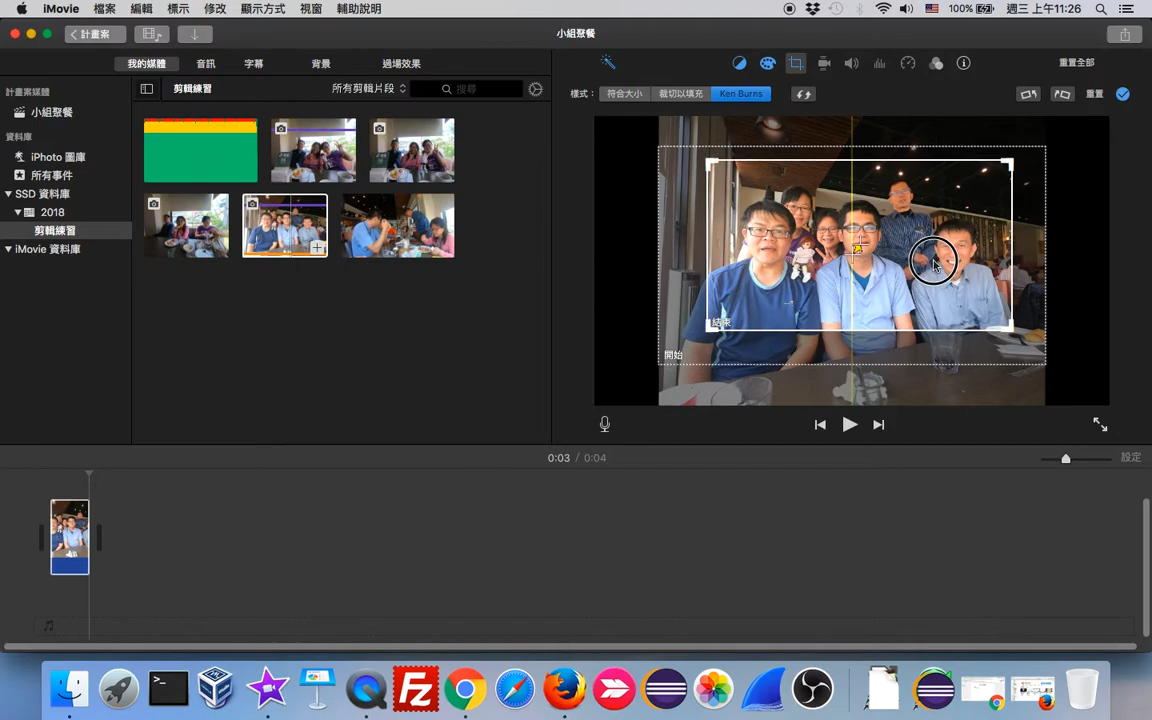 iMovie 檔案 編輯 標示 修改 顯示方式 視窗 輔助說明 100% 週三 上午11:26
計畫案 小組聚餐
我的媒體 音訊 字幕 背景 過場效果 重置全部
計畫案媒體 剪輯練習 所有剪輯片段 搜尋 樣式： 符合大小 裁切以填充 Ken Burns 重置
小組聚餐
資料庫
iPhoto 圖庫
所有事件
SSD 資料庫
2018
剪輯練習
iMovie 資料庫
結束
開始
0:03 / 0:04 設定